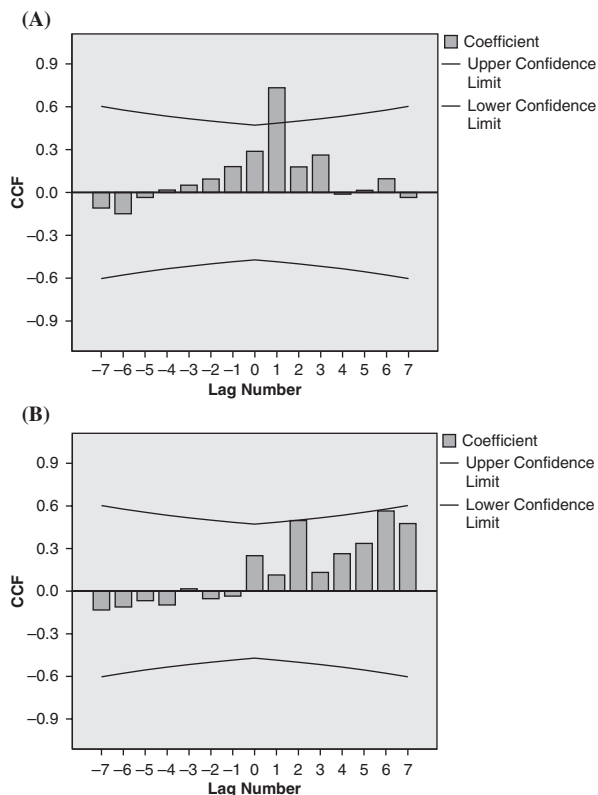 (A)
Coefficient
Upper Confidence
Limit
Lower Confidence
Limit
0.9
0.6
0.3
0.0
–0.3
–0.6
–0.9
CCF
–7 –6 –5 –4 –3 –2 –1 0 1 2 3 4 5 6 7
Lag Number
(B)
Coefficient
Upper Confidence
Limit
Lower Confidence
Limit
0.9
0.6
0.3
0.0
–0.3
–0.6
–0.9
CCF
–7 –6 –5 –4 –3 –2 –1 0 1 2 3 4 5 6 7
Lag Number